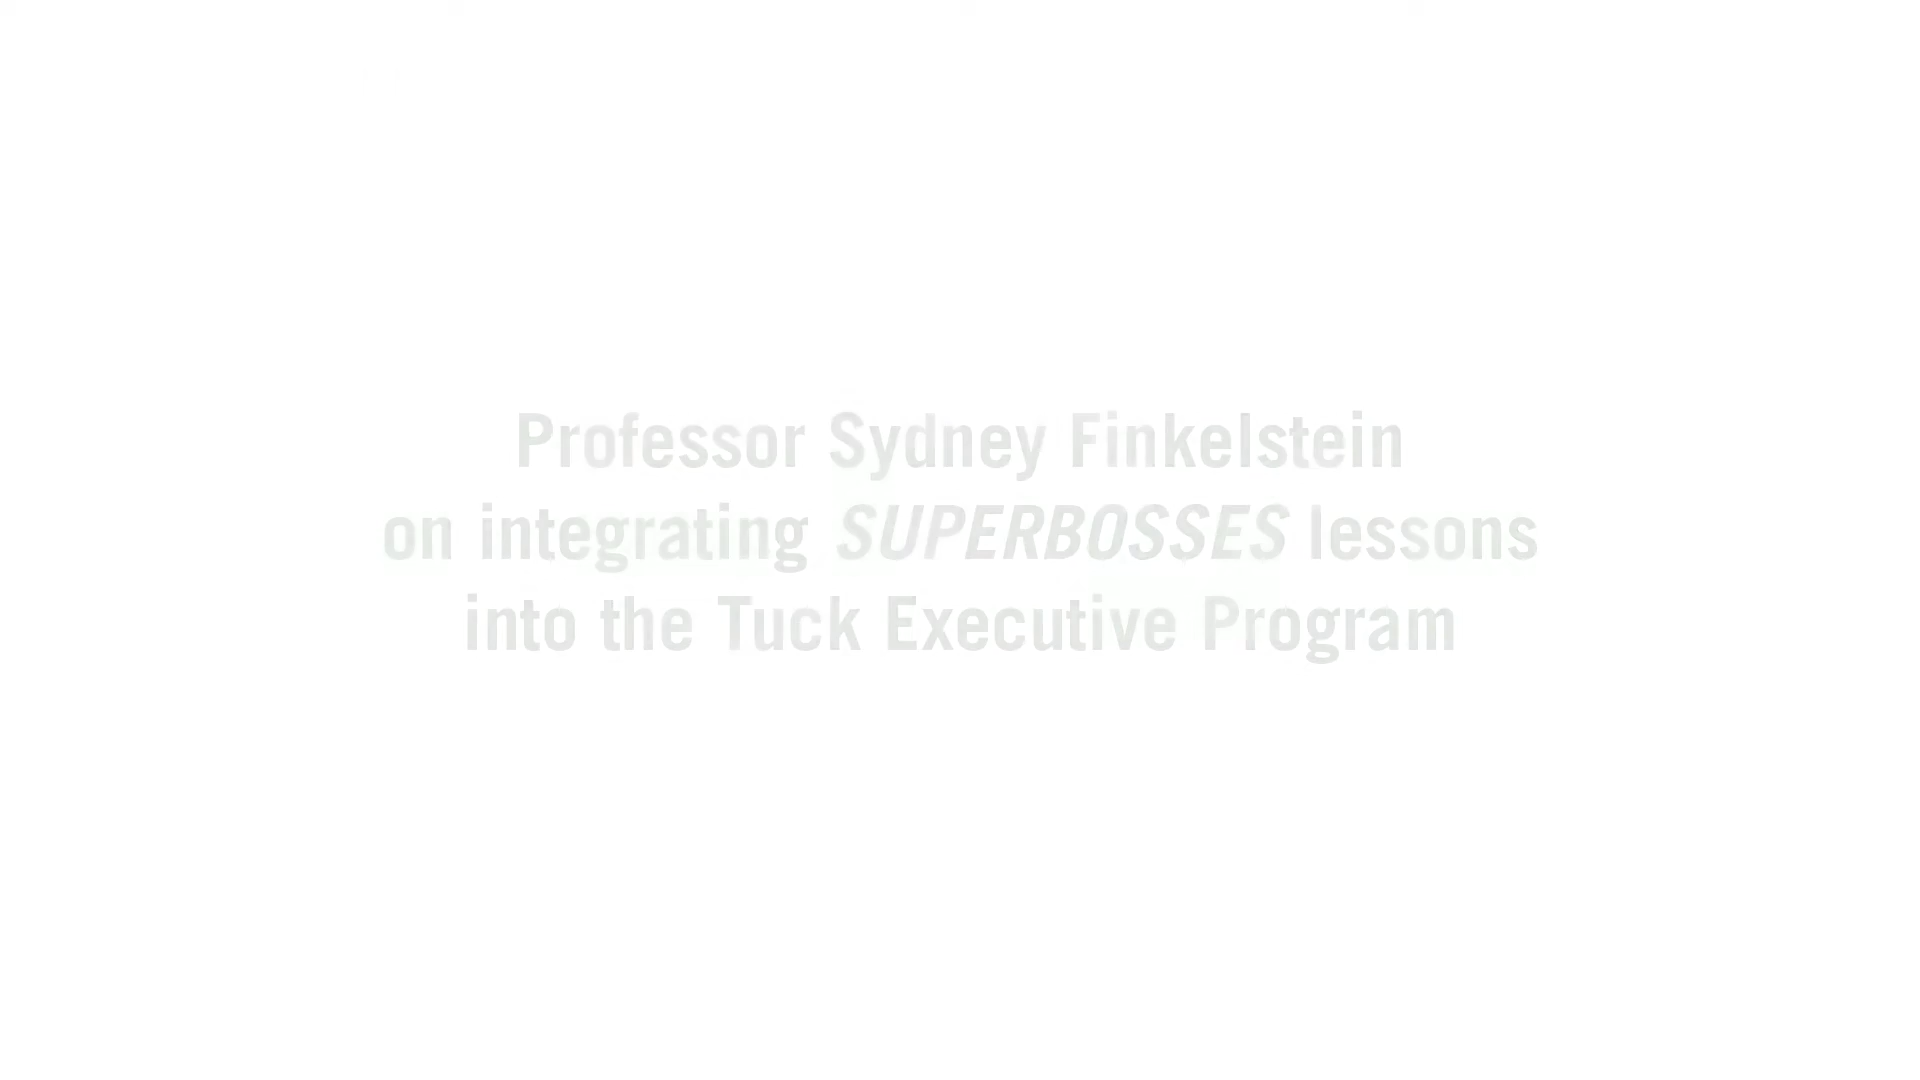 Professor Sydney Finkelstein
on integrating SUPERBOSSES lessons
into the Tuck Executive Program